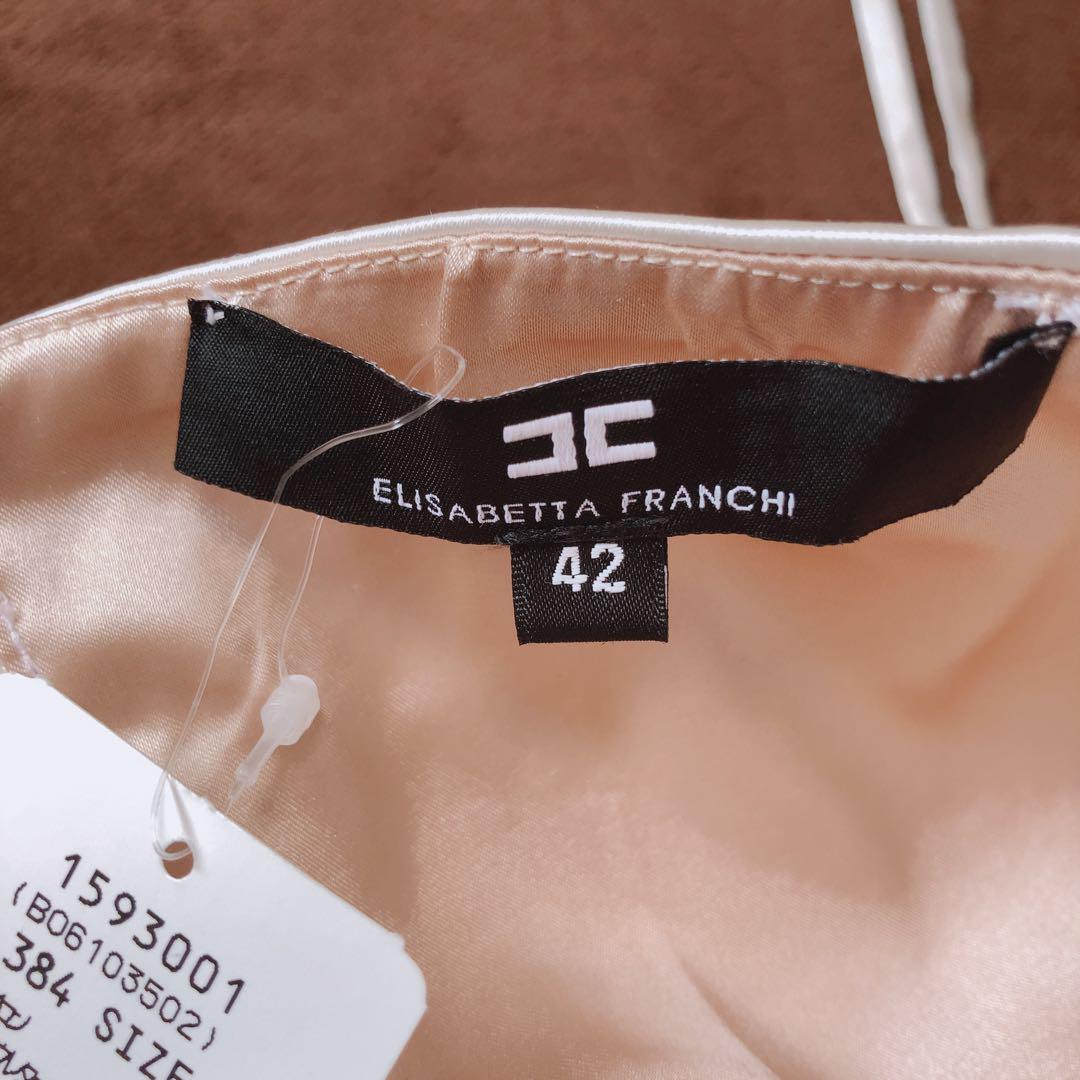 ELISABETTA FRANCHI
42
1593001
(B06103502)
384 SIZE